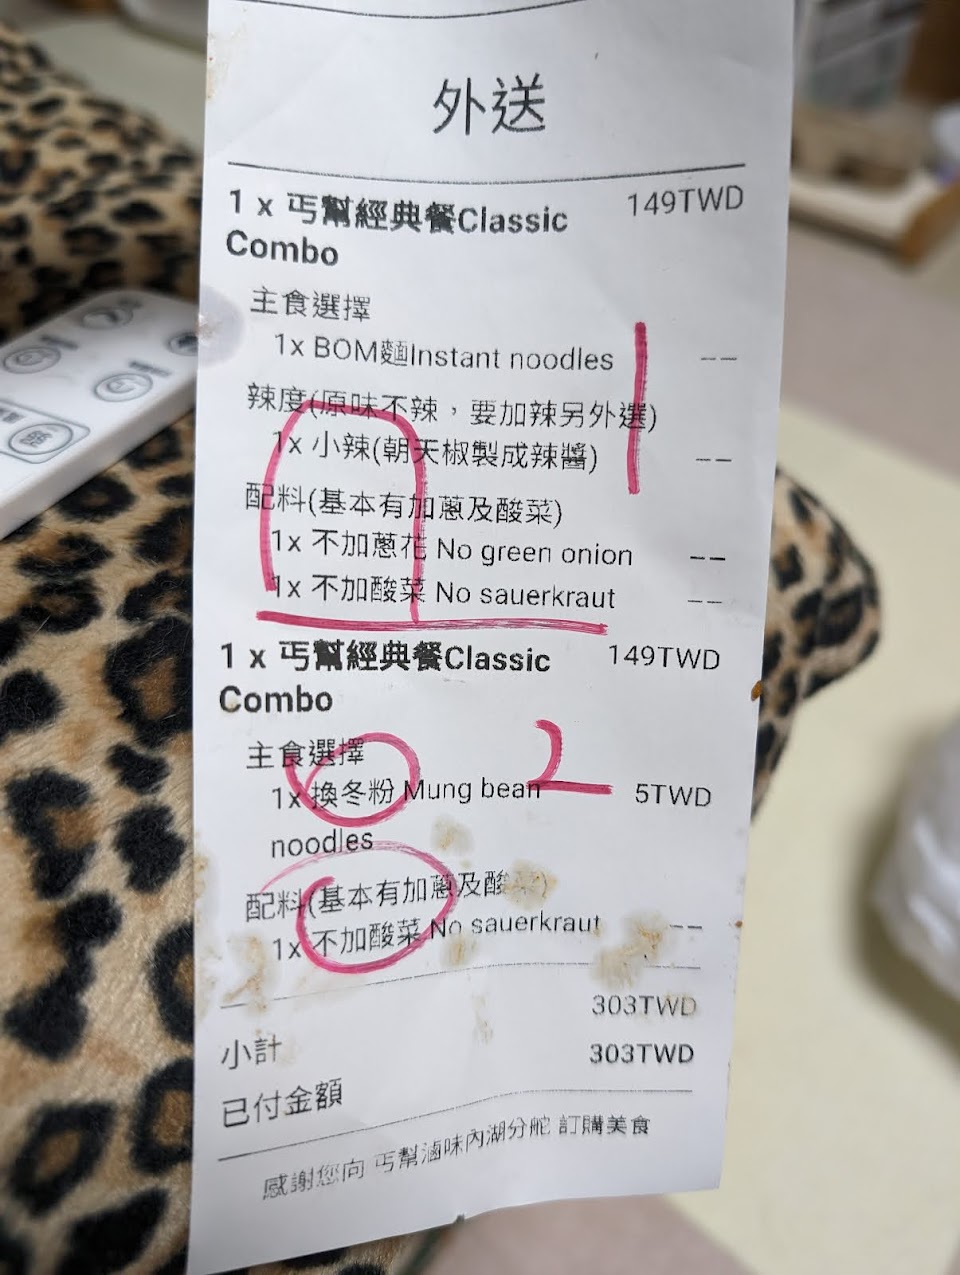 外送
1 x 丐幫經典餐Classic 149TWD
Combo
主食選擇
1x BOM麵Instant noodles --
辣度(原味不辣，要加辣另外選)
1x 小辣(朝天椒製成辣醬) --
配料(基本有加蔥及酸菜)
1x 不加蔥花 No green onion --
1x 不加酸菜 No sauerkraut --
1
1 x 丐幫經典餐Classic 149TWD
Combo
主食選擇
1x 換冬粉 Mung bean 5TWD
noodles
2
配料(基本有加蔥及酸菜)
1x 不加酸菜 No sauerkraut --
303TWD
小計 303TWD
已付金額
感謝您向 丐幫滷味內湖分舵 訂購美食